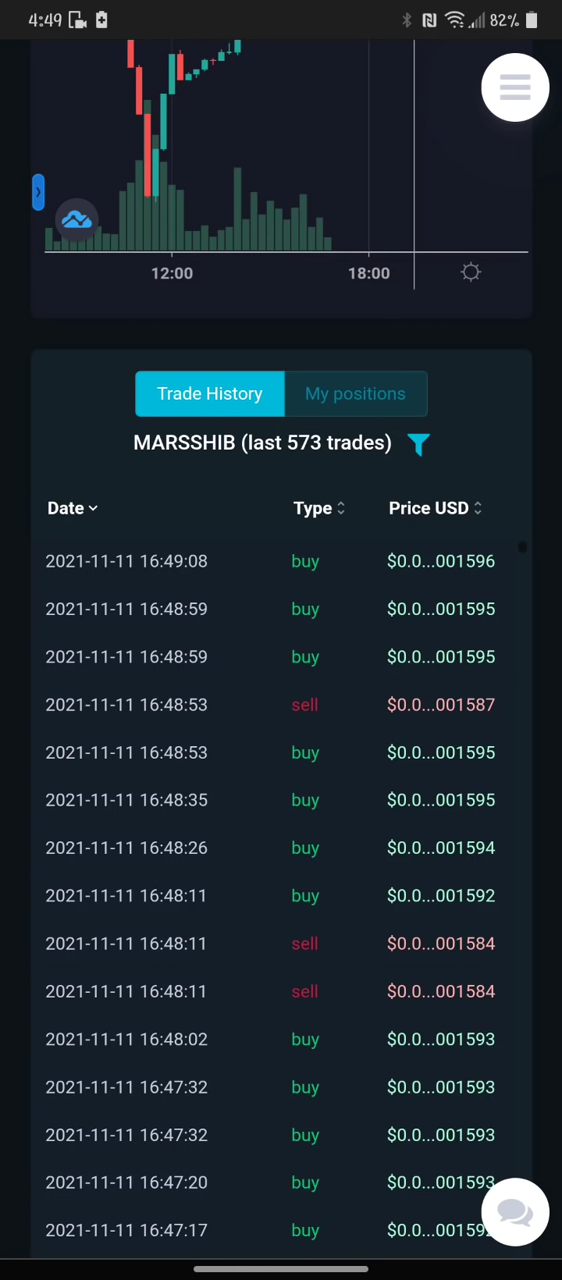 4:49 82%
12:00 18:00
Trade History My positions
MARSSHIB (last 573 trades)
Date Type Price USD
2021-11-11 16:49:08 buy $0.0...001596
2021-11-11 16:48:59 buy $0.0...001595
2021-11-11 16:48:59 buy $0.0...001595
2021-11-11 16:48:53 sell $0.0...001587
2021-11-11 16:48:53 buy $0.0...001595
2021-11-11 16:48:35 buy $0.0...001595
2021-11-11 16:48:26 buy $0.0...001594
2021-11-11 16:48:11 buy $0.0...001592
2021-11-11 16:48:11 sell $0.0...001584
2021-11-11 16:48:11 sell $0.0...001584
2021-11-11 16:48:02 buy $0.0...001593
2021-11-11 16:47:32 buy $0.0...001593
2021-11-11 16:47:32 buy $0.0...001593
2021-11-11 16:47:20 buy $0.0...001593
2021-11-11 16:47:17 buy